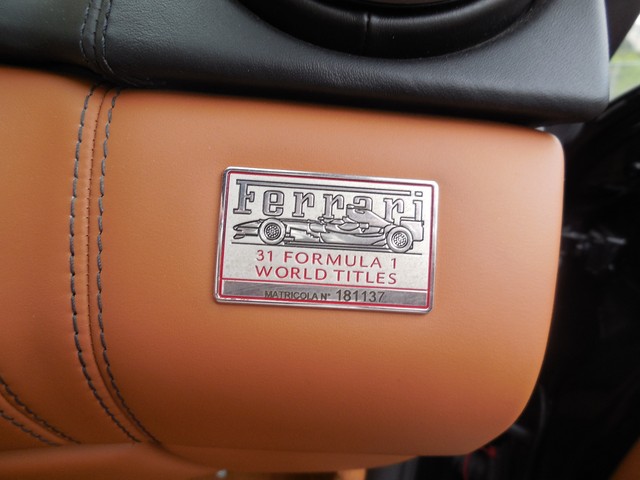 Ferrari
31 FORMULA 1
WORLD TITLES
MATRICOLA N° 181137